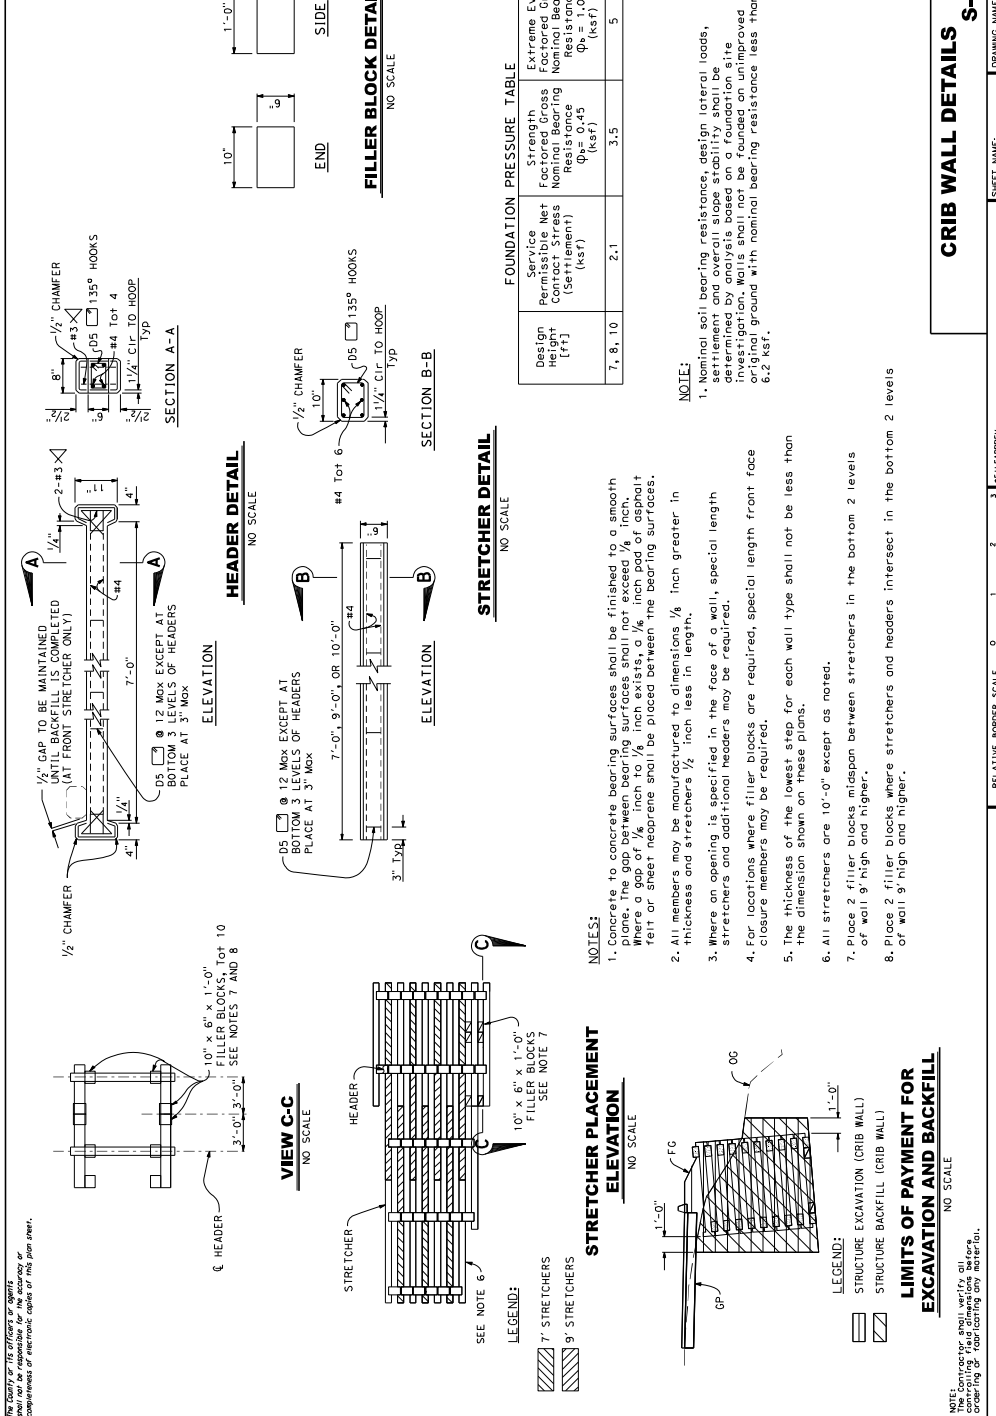 The County or its officers or agents
shall not be responsible for the accuracy or
completeness of electronic copies of this plan sheet.
℄ HEADER
3'-0" 3'-0"
10" x 6" x 1'-0"
FILLER BLOCKS, Tot 10
SEE NOTES 7 AND 8
VIEW C-C
NO SCALE
1/2" CHAMFER
1/2" GAP TO BE MAINTAINED
UNTIL BACKFILL IS COMPLETED
(AT FRONT STRETCHER ONLY)
4"
1/4"
7'-0"
#4
1/4"
4"
11"
2-#3
A
A
D5 @ 12 Max EXCEPT AT
BOTTOM 3 LEVELS OF HEADERS
PLACE AT 3" Max
ELEVATION
HEADER DETAIL
NO SCALE
2 1/2" 6" 2 1/2"
8"
1/2" CHAMFER
#3
D5 135° HOOKS
#4 Tot 4
1 1/4" Clr TO HOOP
Typ
SECTION A-A
10"
6"
END
1'-0"
SIDE
FILLER BLOCK DETA
NO SCALE
STRETCHER
HEADER
C
C
SEE NOTE 6
10" x 6" x 1'-0"
FILLER BLOCKS
SEE NOTE 7
LEGEND:
7' STRETCHERS
9' STRETCHERS
STRETCHER PLACEMENT
ELEVATION
NO SCALE
D5 @ 12 Max EXCEPT AT
BOTTOM 3 LEVELS OF HEADERS
PLACE AT 3" Max
7'-0", 9'-0", OR 10'-0"
#4
3" Typ
6"
B
B
ELEVATION
STRETCHER DETAIL
NO SCALE
#4 Tot 6
1/2" CHAMFER
10"
D5 135° HOOKS
1 1/4" Clr TO HOOP
Typ
SECTION B-B
FOUNDATION PRESSURE TABLE
Design
Height
[ft]
Service
Permissible Net
Contact Stress
(Settlement)
(ksf)
Strength
Factored Gross
Nominal Bearing
Resistance
φb= 0.45
(ksf)
Extreme Ev
Factored Gr
Nominal Bea
Resistanc
φb = 1.0
(ksf)
7, 8, 10 2.1 3.5 5
NOTES:
1. Concrete to concrete bearing surfaces shall be finished to a smooth
plane. The gap between bearing surfaces shall not exceed 1/8 inch.
Where a gap of 1/16 inch to 1/8 inch exists, a 1/16 inch pad of asphalt
felt or sheet neoprene shall be placed between the bearing surfaces.
2. All members may be manufactured to dimensions 1/8 inch greater in
thickness and stretchers 1/2 inch less in length.
3. Where an opening is specified in the face of a wall, special length
stretchers and additional headers may be required.
4. For locations where filler blocks are required, special length front face
closure members may be required.
5. The thickness of the lowest step for each wall type shall not be less than
the dimension shown on these plans.
6. All stretchers are 10'-0" except as noted.
7. Place 2 filler blocks midspan between stretchers in the bottom 2 levels
of wall 9' high and higher.
8. Place 2 filler blocks where stretchers and headers intersect in the bottom 2 levels
of wall 9' high and higher.
NOTE:
1. Nominal soil bearing resistance, design lateral loads,
settlement and overall slope stability shall be
determined by analysis based on a foundation site
investigation. Walls shall not be founded on unimproved
original ground with nominal bearing resistance less than
6.2 ksf.
GP
1'-0"
FG
OG
1'-0"
LEGEND:
STRUCTURE EXCAVATION (CRIB WALL)
STRUCTURE BACKFILL (CRIB WALL)
LIMITS OF PAYMENT FOR
EXCAVATION AND BACKFILL
NO SCALE
NOTE:
The Contractor shall verify all
controlling field dimensions before
ordering or fabricating any material.
CRIB WALL DETAILS
S-
RELATIVE BORDER SCALE 0 1 2 3
SHEET NAME:
DRAWING NAME